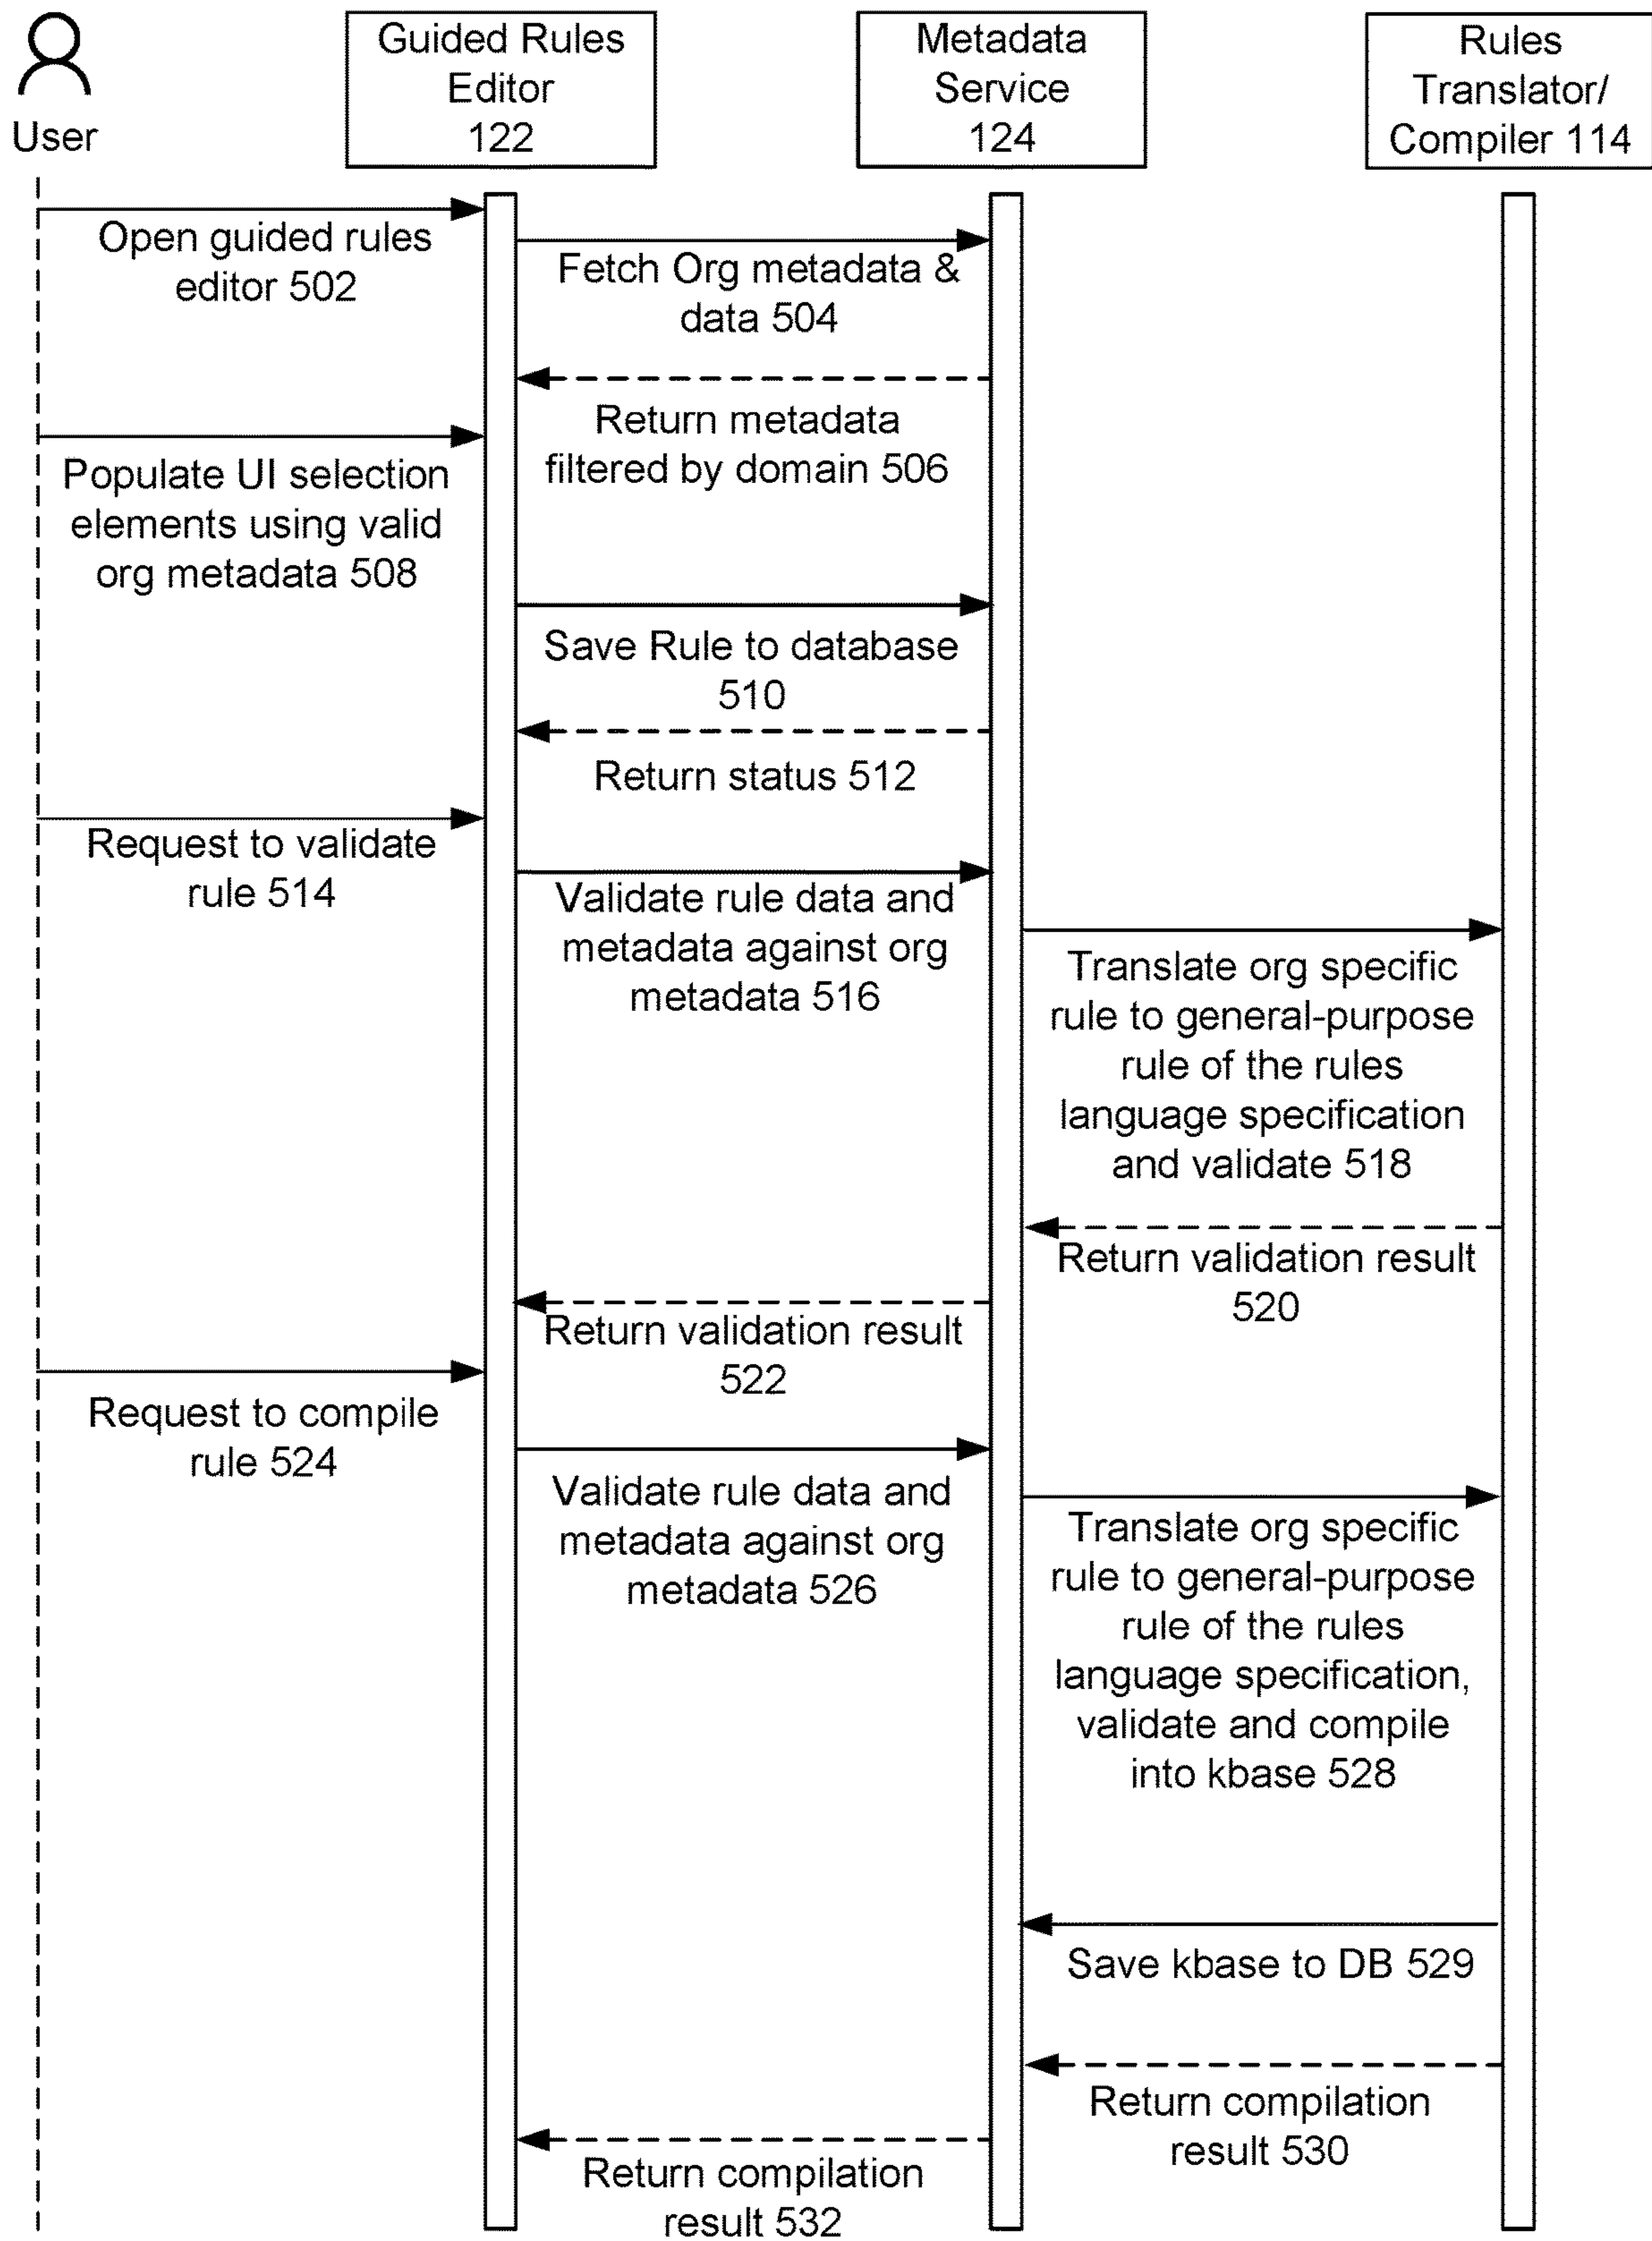 User
Guided Rules
Editor
122
Metadata
Service
124
Rules
Translator/
Compiler 114
Open guided rules
editor 502
Fetch Org metadata &
data 504
Return metadata
filtered by domain 506
Populate UI selection
elements using valid
org metadata 508
Save Rule to database
510
Return status 512
Request to validate
rule 514
Validate rule data and
metadata against org
metadata 516
Translate org specific
rule to general-purpose
rule of the rules
language specification
and validate 518
Return validation result
520
Return validation result
522
Request to compile
rule 524
Validate rule data and
metadata against org
metadata 526
Translate org specific
rule to general-purpose
rule of the rules
language specification,
validate and compile
into kbase 528
Save kbase to DB 529
Return compilation
result 530
Return compilation
result 532